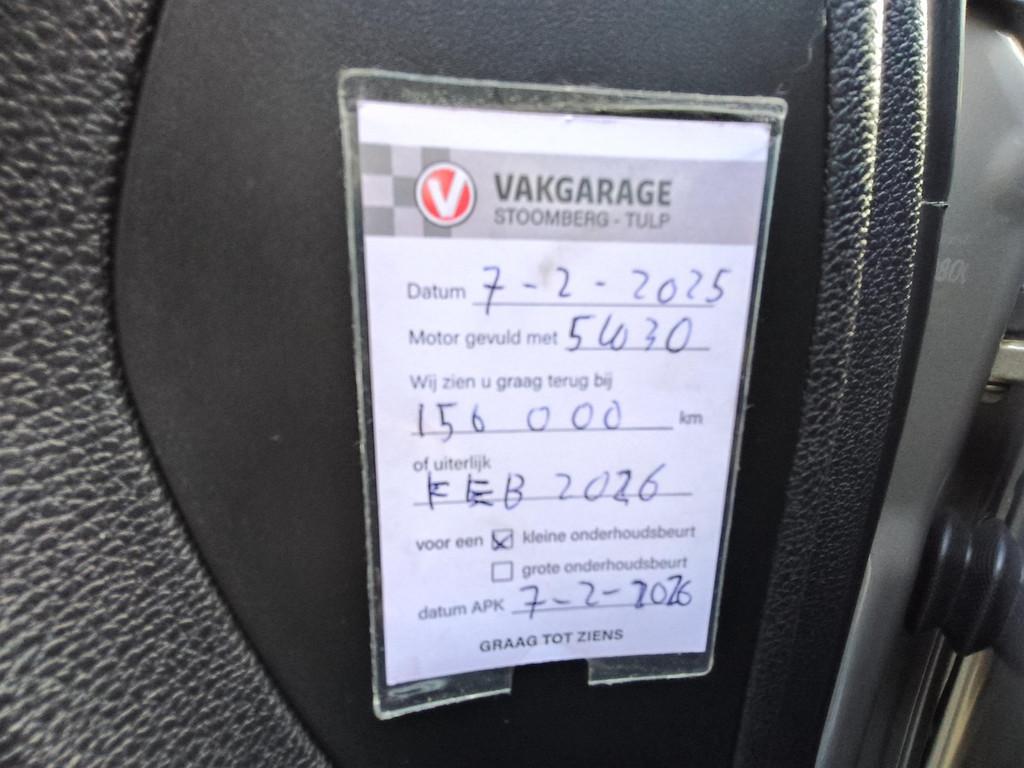 V VAKGARAGE
STOOMBERG - TULP
Datum 7-2-2025
Motor gevuld met 5W30
Wij zien u graag terug bij
156 000 km
of uiterlijk
FEB 2026
voor een ☒ kleine onderhoudsbeurt
☐ grote onderhoudsbeurt
datum APK 7-2-2026
GRAAG TOT ZIENS